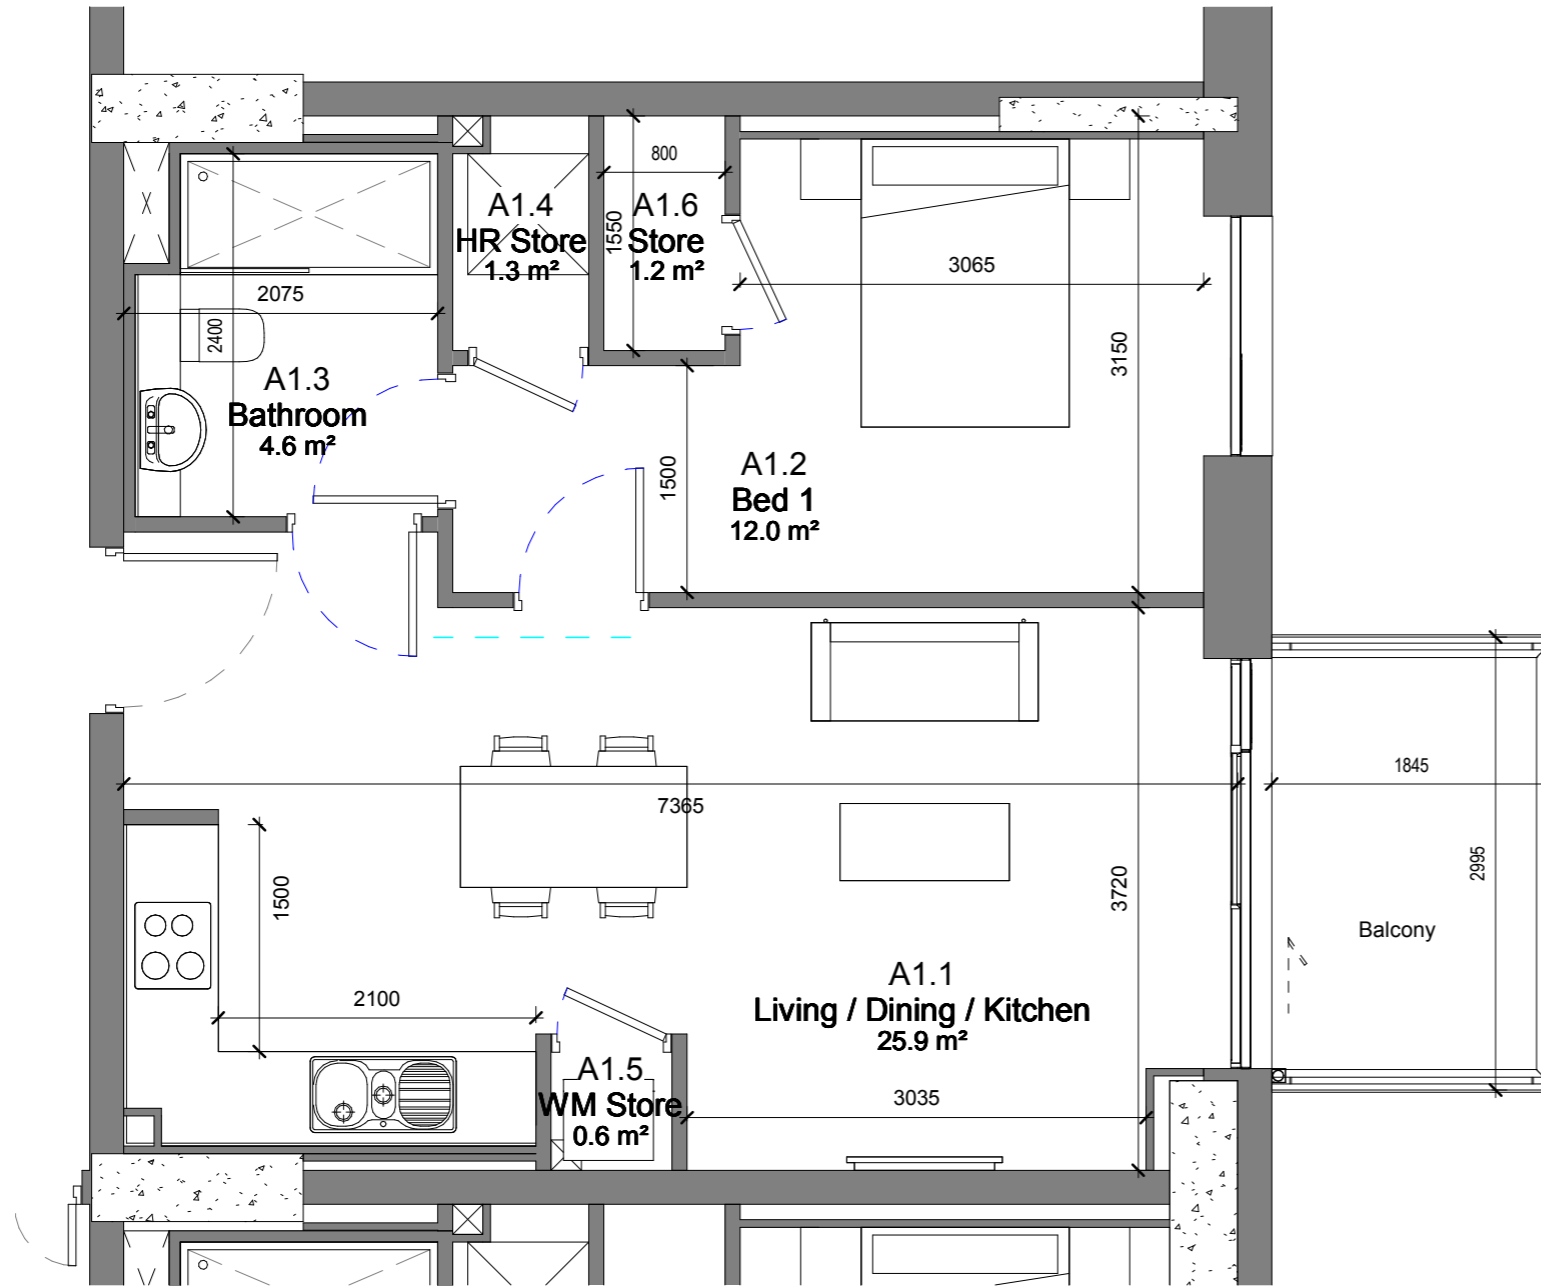 800
A1.4
HR Store
1.3 m²
1550
A1.6
Store
1.2 m²
3065
2075
2400
3150
A1.3
Bathroom
4.6 m²
1500
A1.2
Bed 1
12.0 m²
7365
1845
2995
1500
3720
Balcony
2100
A1.1
Living / Dining / Kitchen
25.9 m²
A1.5
WM Store
0.6 m²
3035